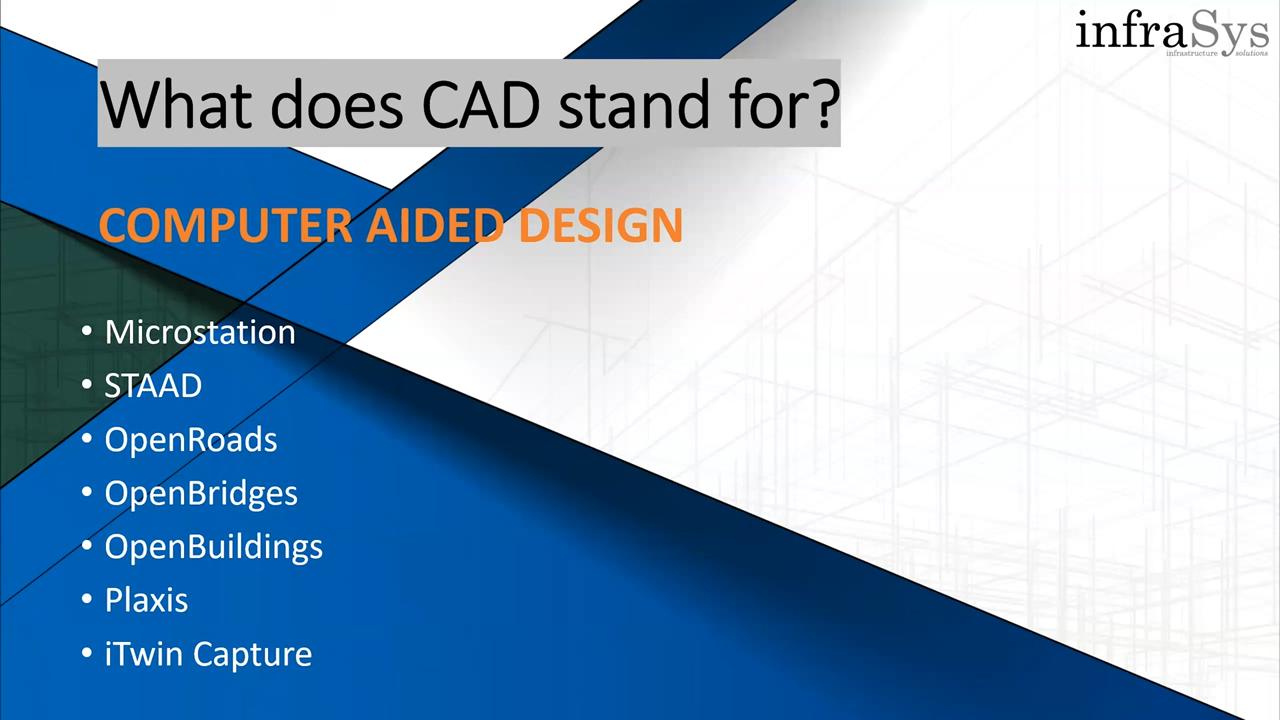 infraSys
infrastructure solutions
What does CAD stand for?
COMPUTER AIDED DESIGN
• Microstation
• STAAD
• OpenRoads
• OpenBridges
• OpenBuildings
• Plaxis
• iTwin Capture